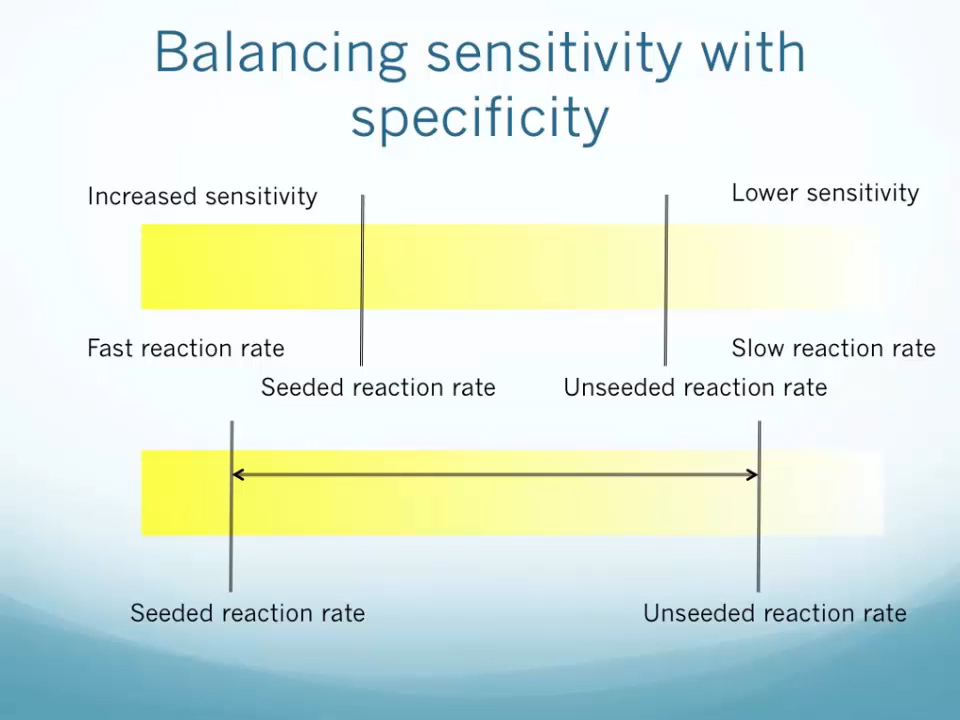 Balancing sensitivity with
specificity
Increased sensitivity
Lower sensitivity
Fast reaction rate
Slow reaction rate
Seeded reaction rate
Unseeded reaction rate
Seeded reaction rate
Unseeded reaction rate